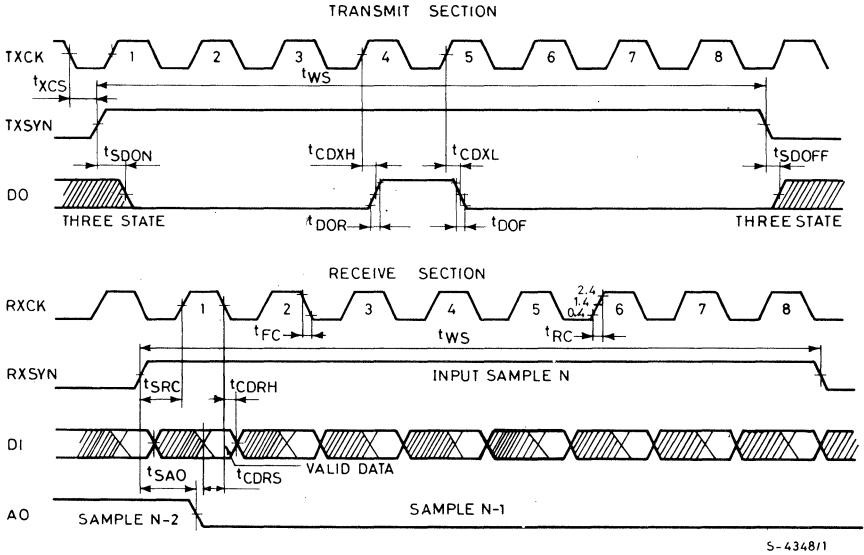 TRANSMIT SECTION
TXCK 1 2 3 4 5 6 7 8
tXCS tWS
TXSYN
tSDON tCDXH tCDXL tSDOFF
DO
THREE STATE tDOR tDOF THREE STATE
RECEIVE SECTION
RXCK 1 2 3 4 5 6 7 8
2.4
1.4
0.4
tFC tWS tRC
RXSYN INPUT SAMPLE N
tSRC tCDRH
DI
tSAO tCDRS VALID DATA
AO SAMPLE N-2 SAMPLE N-1
S-4348/1